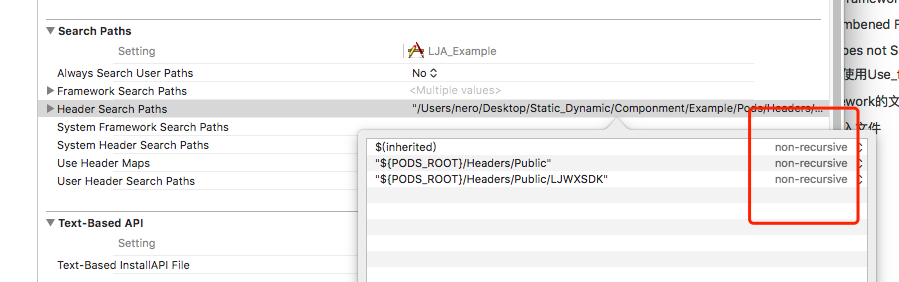 ramework
Search Paths
mbened F
Setting
LJA_Example
oes not S
Always Search User Paths
No
使用Use_f
Framework Search Paths
<Multiple values>
ework的文
Header Search Paths
"/Users/nero/Desktop/Static_Dynamic/Componment/Example/Pods/Headers/...
System Framework Search Paths
入文件
System Header Search Paths
$(inherited)
non-recursive
Use Header Maps
"${PODS_ROOT}/Headers/Public"
non-recursive
User Header Search Paths
"${PODS_ROOT}/Headers/Public/LJWXSDK"
non-recursive
Text-Based API
Setting
Text-Based InstallAPI File